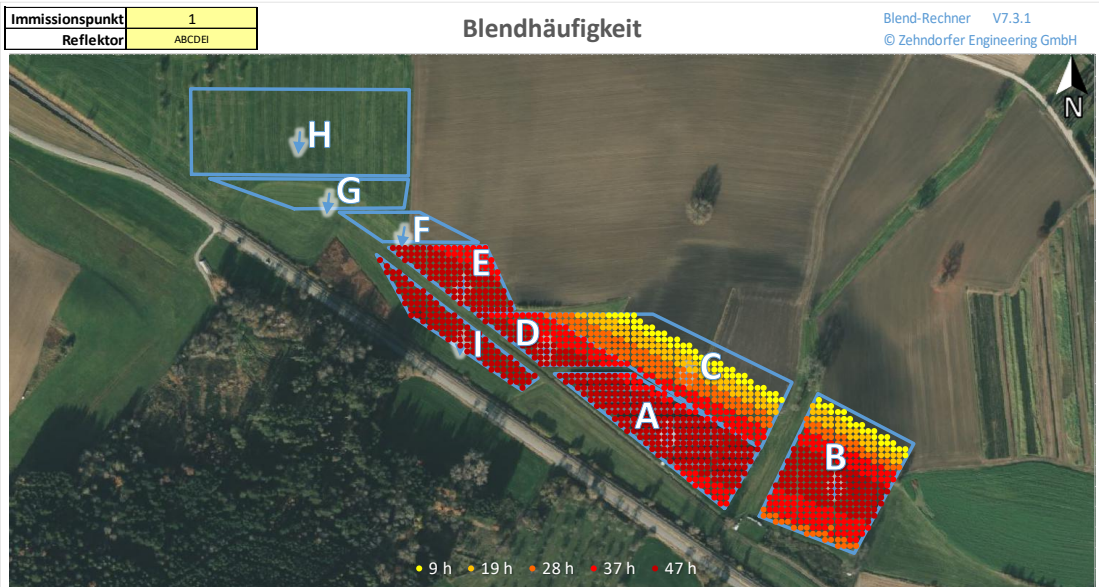 Immissionspunkt 1
Reflektor ABCDEI
Blendhäufigkeit
Blend-Rechner V7.3.1
© Zehndorfer Engineering GmbH
N
H
G
F
E
D
I
C
A
B
9 h 19 h 28 h 37 h 47 h